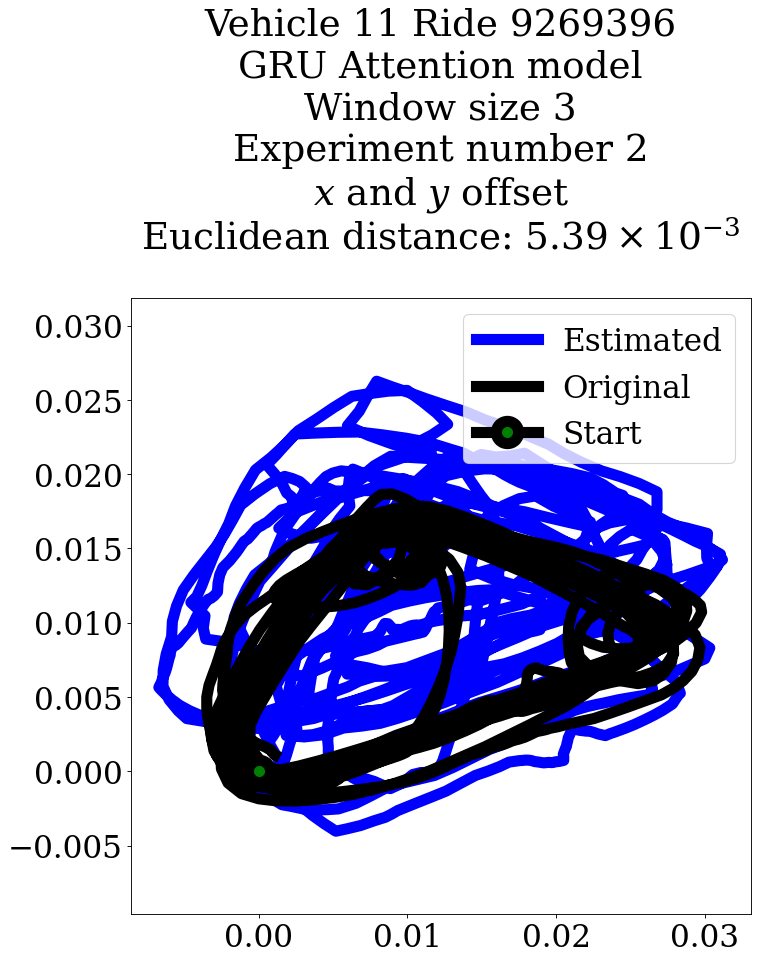 Vehicle 11 Ride 9269396
GRU Attention model
Window size 3
Experiment number 2
x and y offset
Euclidean distance: 5.39 × 10⁻³
Estimated
Original
Start
0.030
0.025
0.020
0.015
0.010
0.005
0.000
−0.005
0.00 0.01 0.02 0.03